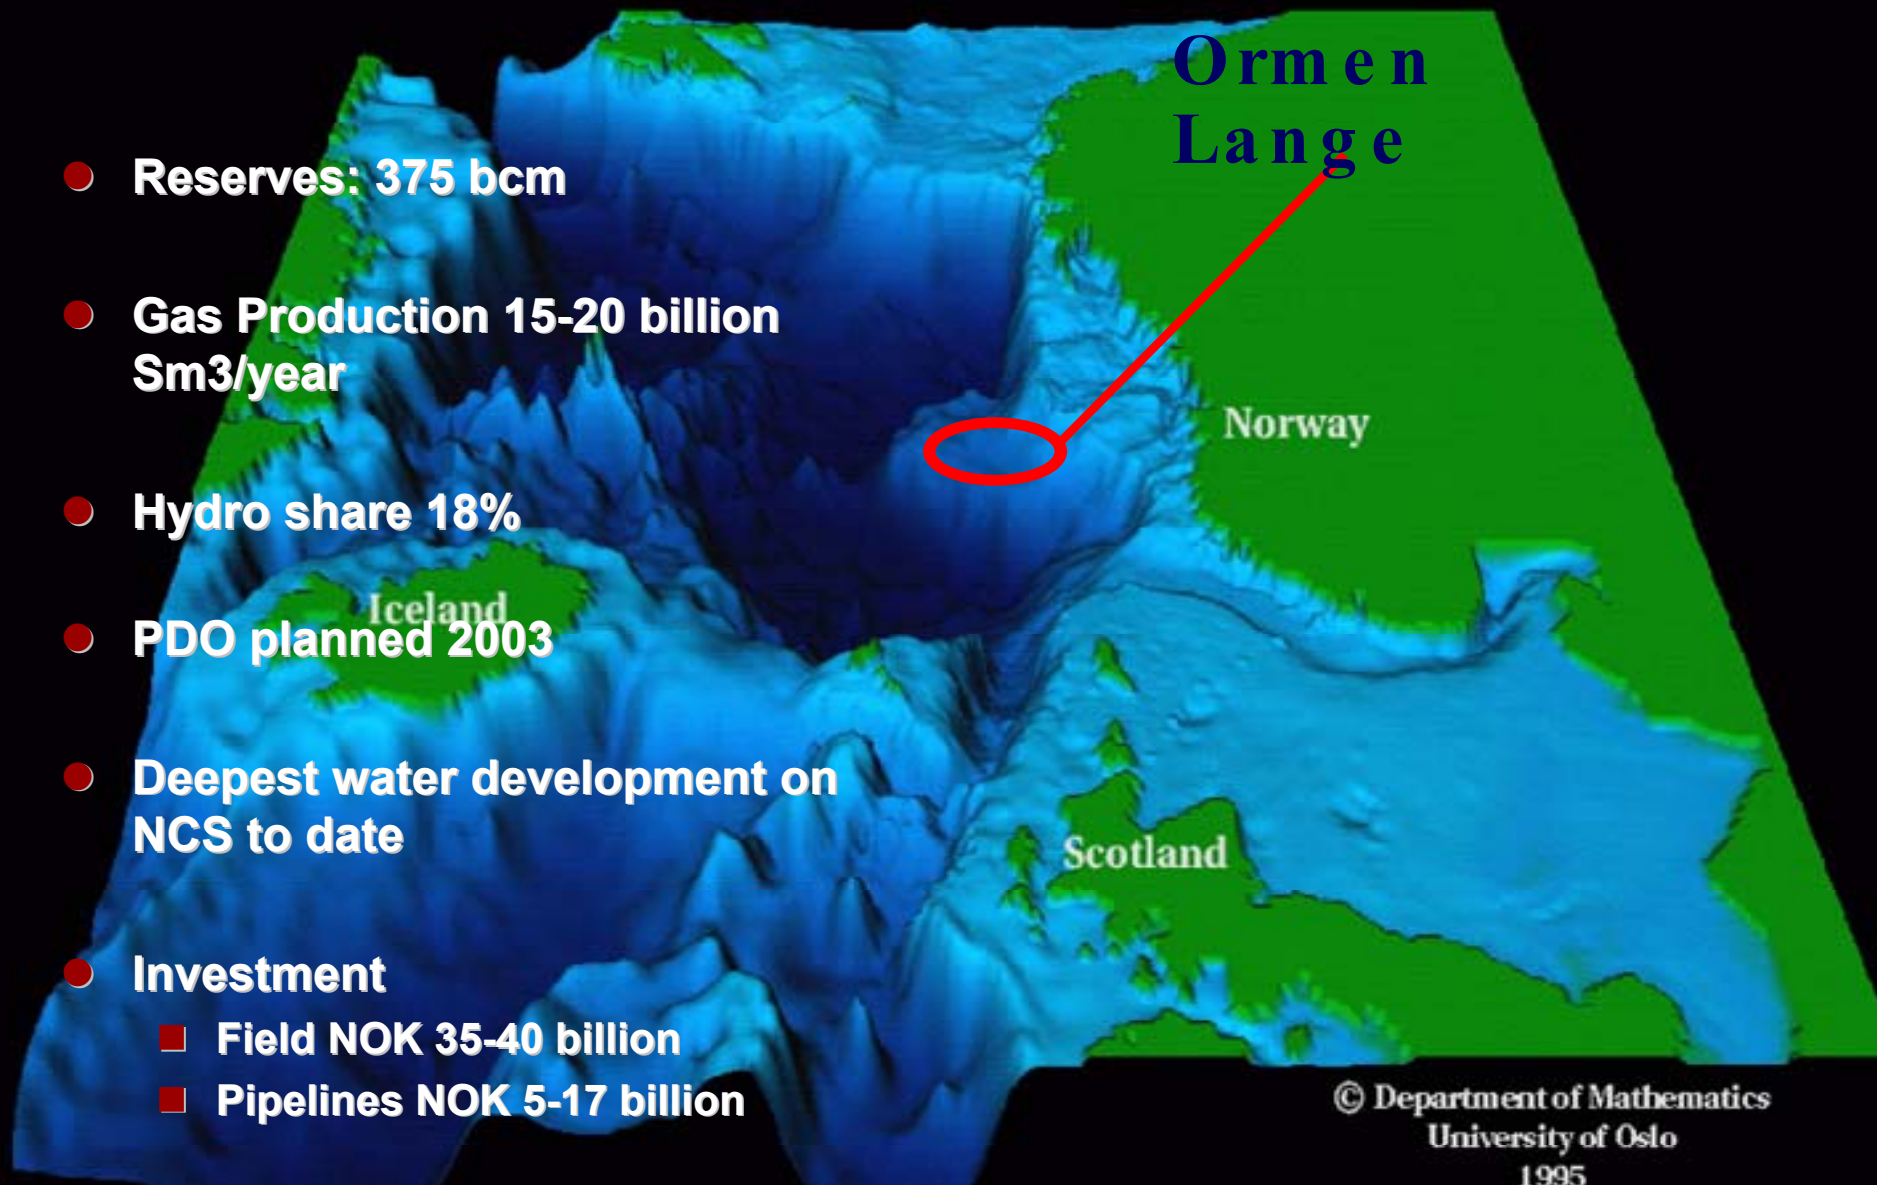 Ormen
Lange
Reserves: 375 bcm
Gas Production 15-20 billion
Sm3/year
Norway
Hydro share 18%
Iceland
PDO planned 2003
Deepest water development on
NCS to date
Scotland
Investment
Field NOK 35-40 billion
Pipelines NOK 5-17 billion
© Department of Mathematics
University of Oslo
1995